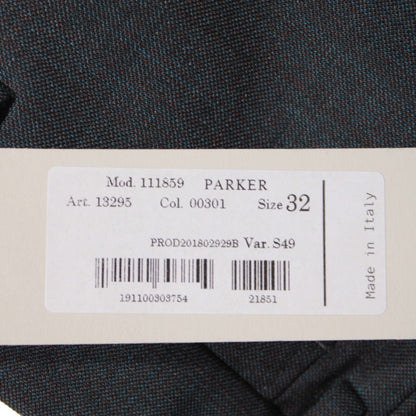 Mod. 111859 PARKER
Art. 13295 Col. 00301 Size 32
PROD201802929B Var. S49
191100303754 21851
Made in Italy